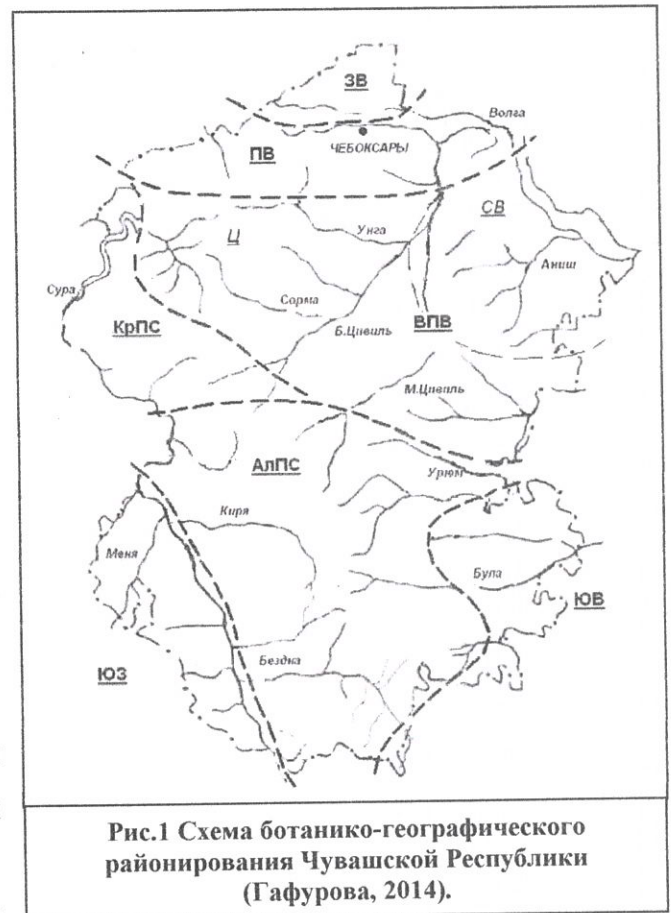 ЗВ
Волга
ПВ
ЧЕБОКСАРЫ
Ц
Унга
СВ
Сура
Сорма
Аниш
КрПС
Б.Цивиль
ВПВ
М.Цивиль
АлПС
Урюм
Киря
Меня
Була
ЮВ
ЮЗ
Бездна
Рис.1 Схема ботанико-географического
районирования Чувашской Республики
(Гафурова, 2014).